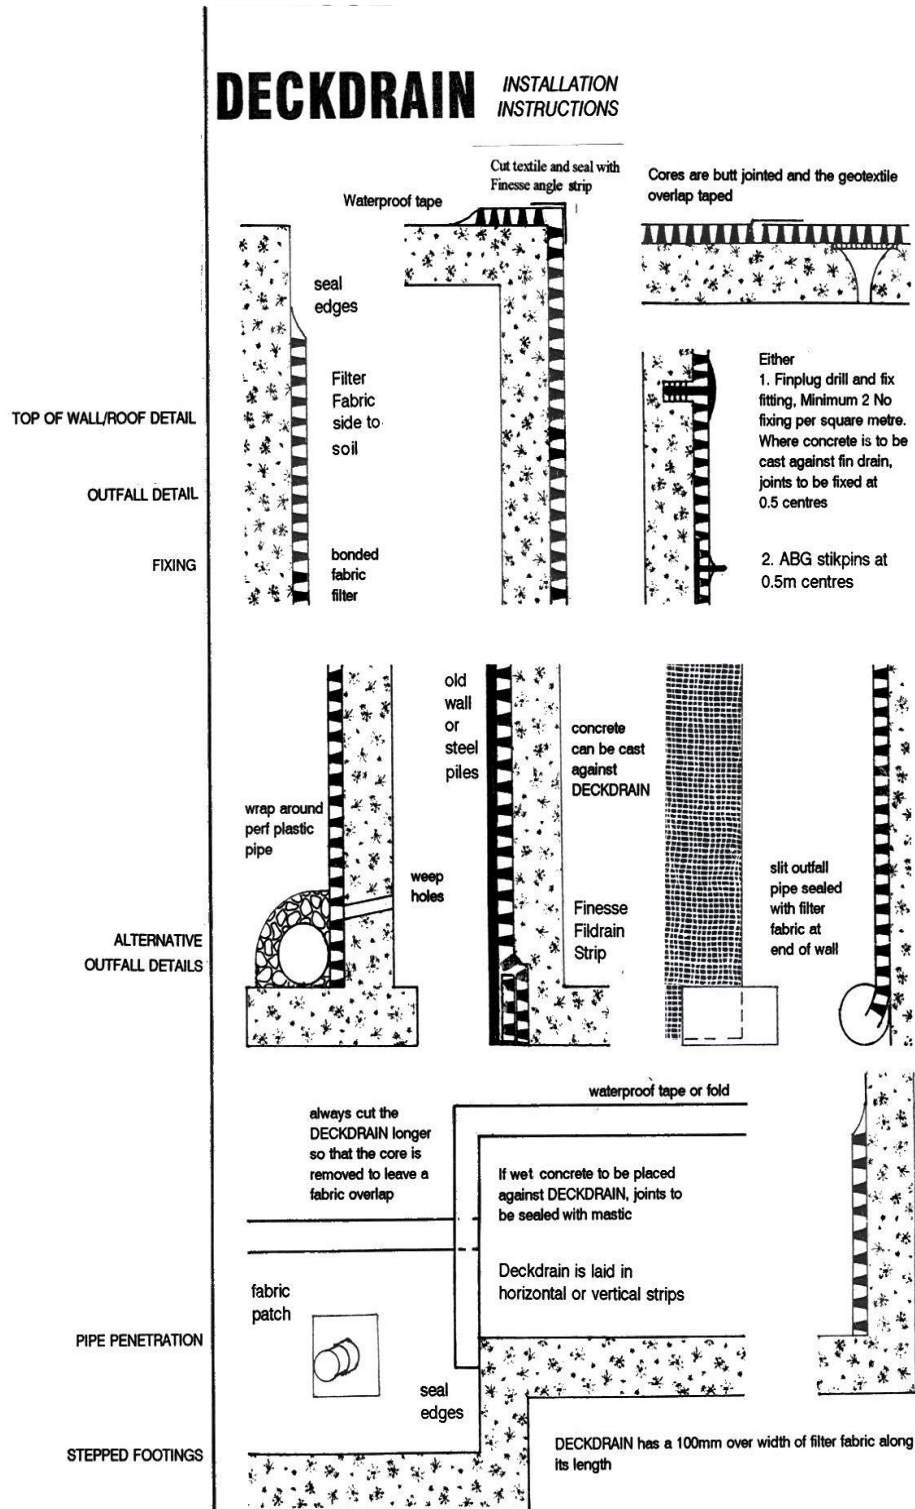 DECKDRAIN
INSTALLATION
INSTRUCTIONS
Cut textile and seal with
Finesse angle strip
Waterproof tape
Cores are butt jointed and the geotextile
overlap taped
seal
edges
Filter
Fabric
side to
soil
bonded
fabric
filter
Either
1. Finplug drill and fix
fitting, Minimum 2 No
fixing per square metre.
Where concrete is to be
cast against fin drain,
joints to be fixed at
0.5 centres
2. ABG stikpins at
0.5m centres
TOP OF WALL/ROOF DETAIL
OUTFALL DETAIL
FIXING
wrap around
perf plastic
pipe
weep
holes
old
wall
or
steel
piles
concrete
can be cast
against
DECKDRAIN
Finesse
Fildrain
Strip
slit outfall
pipe sealed
with filter
fabric at
end of wall
ALTERNATIVE
OUTFALL DETAILS
waterproof tape or fold
always cut the
DECKDRAIN longer
so that the core is
removed to leave a
fabric overlap
If wet concrete to be placed
against DECKDRAIN, joints to
be sealed with mastic
Deckdrain is laid in
horizontal or vertical strips
fabric
patch
seal
edges
PIPE PENETRATION
STEPPED FOOTINGS
DECKDRAIN has a 100mm over width of filter fabric along
its length